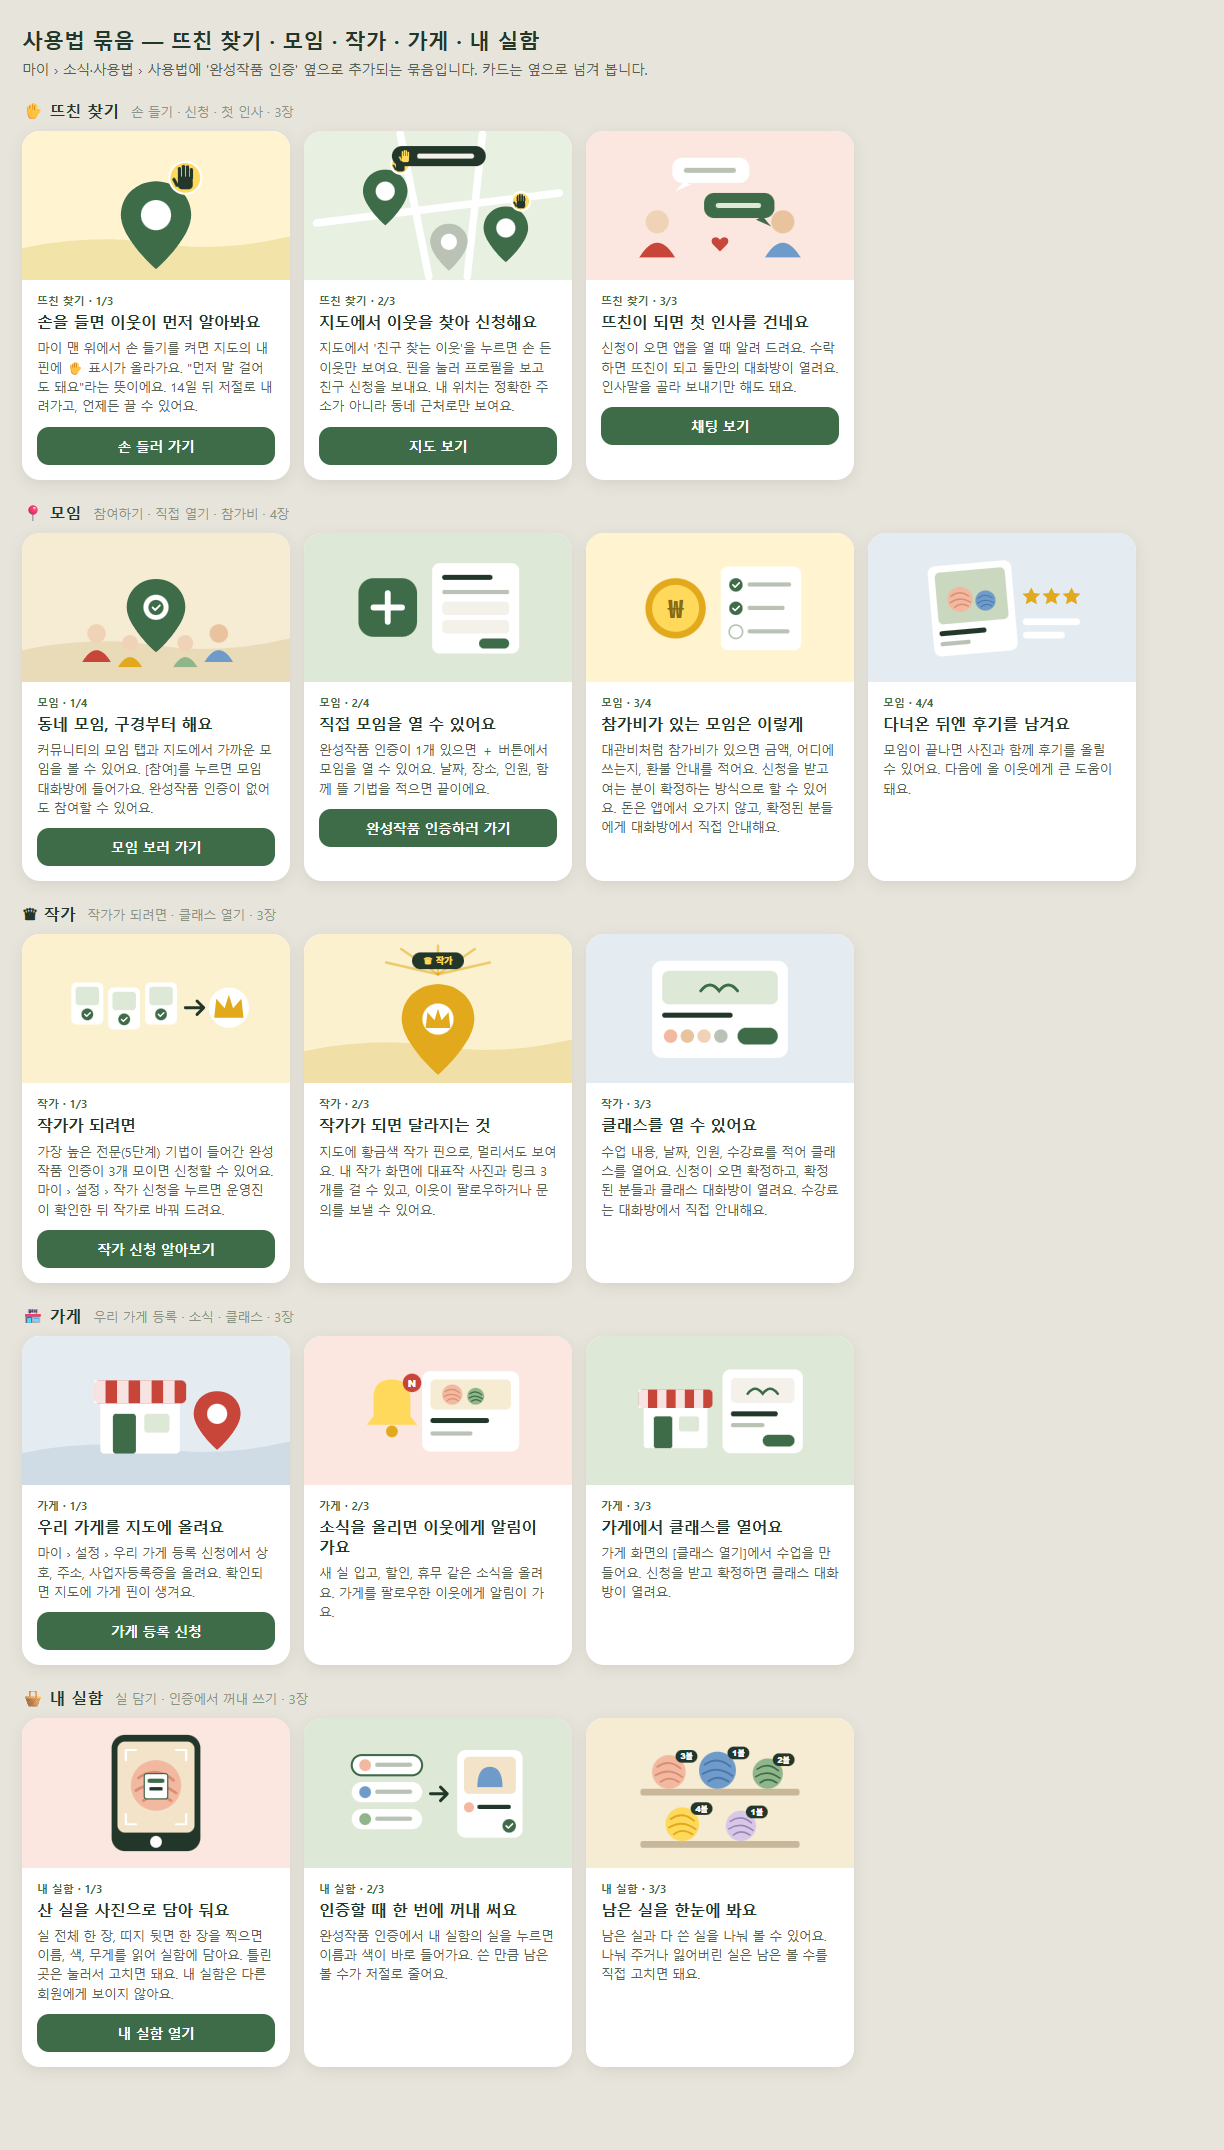 사용법 묶음 — 뜨친 찾기 · 모임 · 작가 · 가게 · 내 실함
마이 › 소식·사용법 › 사용법에 '완성작품 인증' 옆으로 추가되는 묶음입니다. 카드는 옆으로 넘겨 봅니다.
✋ 뜨친 찾기 손 들기 · 신청 · 첫 인사 · 3장
뜨친 찾기 · 1/3
손을 들면 이웃이 먼저 알아봐요
마이 맨 위에서 손 들기를 켜면 지도의 내
핀에 ✋ 표시가 올라가요. "먼저 말 걸어
도 돼요"라는 뜻이에요. 14일 뒤 저절로 내
려가고, 언제든 끌 수 있어요.
손 들러 가기
뜨친 찾기 · 2/3
지도에서 이웃을 찾아 신청해요
지도에서 '친구 찾는 이웃'을 누르면 손 든
이웃만 보여요. 핀을 눌러 프로필을 보고
친구 신청을 보내요. 내 위치는 정확한 주
소가 아니라 동네 근처로만 보여요.
지도 보기
뜨친 찾기 · 3/3
뜨친이 되면 첫 인사를 건네요
신청이 오면 앱을 열 때 알려 드려요. 수락
하면 뜨친이 되고 둘만의 대화방이 열려요.
인사말을 골라 보내기만 해도 돼요.
채팅 보기
📍 모임 참여하기 · 직접 열기 · 참가비 · 4장
모임 · 1/4
동네 모임, 구경부터 해요
커뮤니티의 모임 탭과 지도에서 가까운 모
임을 볼 수 있어요. [참여]를 누르면 모임
대화방에 들어가요. 완성작품 인증이 없어
도 참여할 수 있어요.
모임 보러 가기
모임 · 2/4
직접 모임을 열 수 있어요
완성작품 인증이 1개 있으면 + 버튼에서
모임을 열 수 있어요. 날짜, 장소, 인원, 함
께 뜰 기법을 적으면 끝이에요.
완성작품 인증하러 가기
₩
모임 · 3/4
참가비가 있는 모임은 이렇게
대관비처럼 참가비가 있으면 금액, 어디에
쓰는지, 환불 안내를 적어요. 신청을 받고
여는 분이 확정하는 방식으로 할 수 있어
요. 돈은 앱에서 오가지 않고, 확정된 분들
에게 대화방에서 직접 안내해요.
모임 · 4/4
다녀온 뒤엔 후기를 남겨요
모임이 끝나면 사진과 함께 후기를 올릴
수 있어요. 다음에 올 이웃에게 큰 도움이
돼요.
♛ 작가 작가가 되려면 · 클래스 열기 · 3장
작가 · 1/3
작가가 되려면
가장 높은 전문(5단계) 기법이 들어간 완성
작품 인증이 3개 모이면 신청할 수 있어요.
마이 › 설정 › 작가 신청을 누르면 운영진
이 확인한 뒤 작가로 바꿔 드려요.
작가 신청 알아보기
♛ 작가
작가 · 2/3
작가가 되면 달라지는 것
지도에 황금색 작가 핀으로, 멀리서도 보여
요. 내 작가 화면에 대표작 사진과 링크 3
개를 걸 수 있고, 이웃이 팔로우하거나 문
의를 보낼 수 있어요.
작가 · 3/3
클래스를 열 수 있어요
수업 내용, 날짜, 인원, 수강료를 적어 클래
스를 열어요. 신청이 오면 확정하고, 확정
된 분들과 클래스 대화방이 열려요. 수강료
는 대화방에서 직접 안내해요.
🏪 가게 우리 가게 등록 · 소식 · 클래스 · 3장
가게 · 1/3
우리 가게를 지도에 올려요
마이 › 설정 › 우리 가게 등록 신청에서 상
호, 주소, 사업자등록증을 올려요. 확인되
면 지도에 가게 핀이 생겨요.
가게 등록 신청
N
가게 · 2/3
소식을 올리면 이웃에게 알림이
가요
새 실 입고, 할인, 휴무 같은 소식을 올려
요. 가게를 팔로우한 이웃에게 알림이 가
요.
가게 · 3/3
가게에서 클래스를 열어요
가게 화면의 [클래스 열기]에서 수업을 만
들어요. 신청을 받고 확정하면 클래스 대화
방이 열려요.
🧺 내 실함 실 담기 · 인증에서 꺼내 쓰기 · 3장
내 실함 · 1/3
산 실을 사진으로 담아 둬요
실 전체 한 장, 띠지 뒷면 한 장을 찍으면
이름, 색, 무게를 읽어 실함에 담아요. 틀린
곳은 눌러서 고치면 돼요. 내 실함은 다른
회원에게 보이지 않아요.
내 실함 열기
내 실함 · 2/3
인증할 때 한 번에 꺼내 써요
완성작품 인증에서 내 실함의 실을 누르면
이름과 색이 바로 들어가요. 쓴 만큼 남은
볼 수가 저절로 줄어요.
3볼
1볼
2볼
4볼
1볼
내 실함 · 3/3
남은 실을 한눈에 봐요
남은 실과 다 쓴 실을 나눠 볼 수 있어요.
나눠 주거나 잃어버린 실은 남은 볼 수를
직접 고치면 돼요.